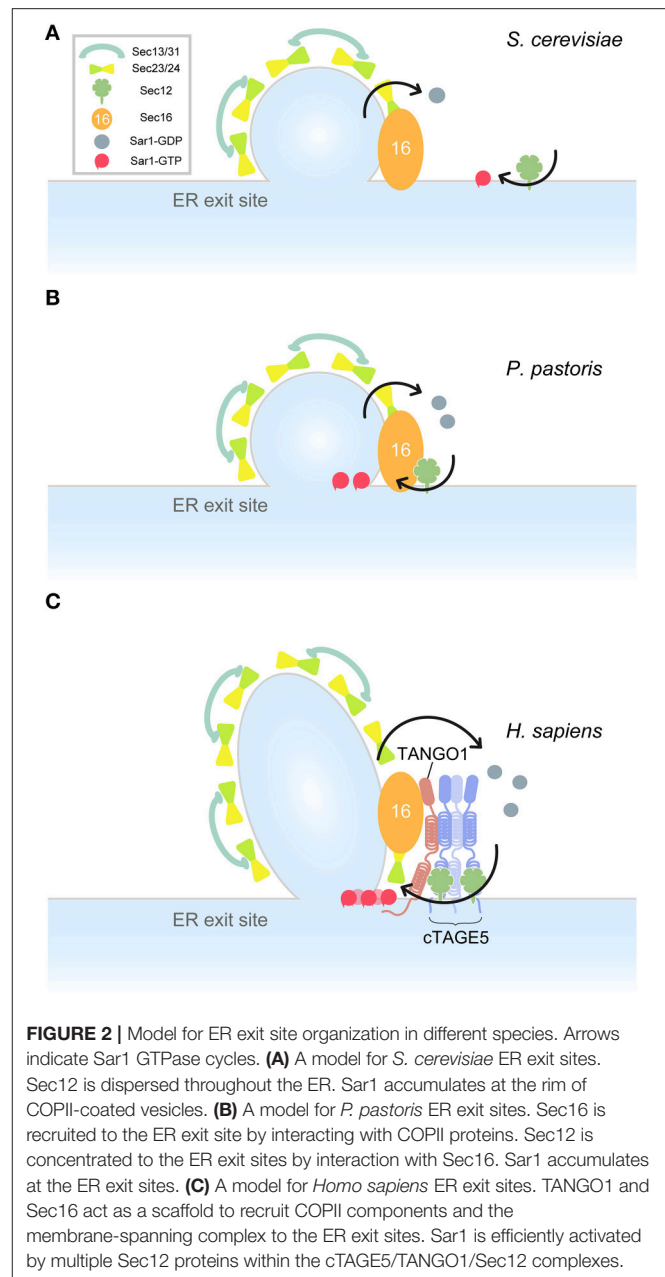 A
S. cerevisiae
Sec13/31
Sec23/24
Sec12
16 Sec16
Sar1-GDP
Sar1-GTP
16
ER exit site
B
P. pastoris
16
ER exit site
C
H. sapiens
TANGO1
16
ER exit site
cTAGE5
FIGURE 2 | Model for ER exit site organization in different species. Arrows
indicate Sar1 GTPase cycles. (A) A model for S. cerevisiae ER exit sites.
Sec12 is dispersed throughout the ER. Sar1 accumulates at the rim of
COPII-coated vesicles. (B) A model for P. pastoris ER exit sites. Sec16 is
recruited to the ER exit site by interacting with COPII proteins. Sec12 is
concentrated to the ER exit sites by interaction with Sec16. Sar1 accumulates
at the ER exit sites. (C) A model for Homo sapiens ER exit sites. TANGO1 and
Sec16 act as a scaffold to recruit COPII components and the
membrane-spanning complex to the ER exit sites. Sar1 is efficiently activated
by multiple Sec12 proteins within the cTAGE5/TANGO1/Sec12 complexes.